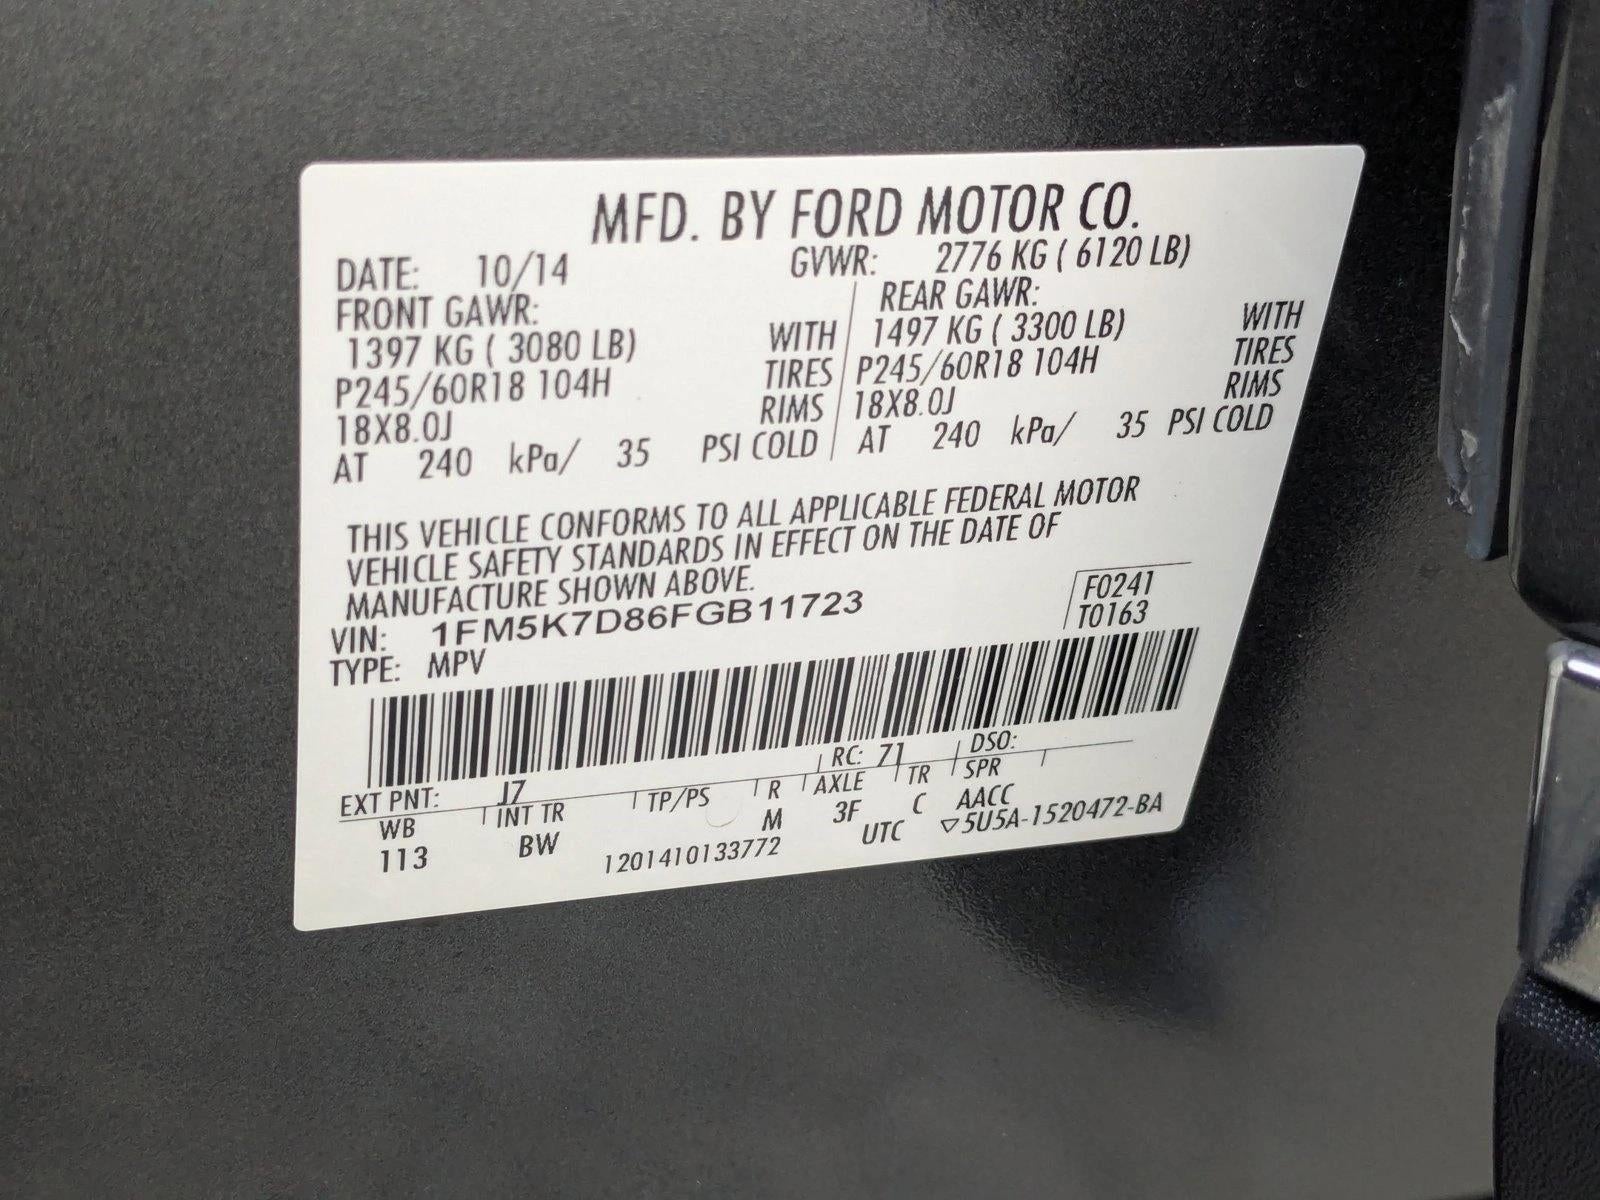 MFD. BY FORD MOTOR CO.
DATE: 10/14 GVWR: 2776 KG ( 6120 LB)
FRONT GAWR: REAR GAWR:
1397 KG ( 3080 LB) WITH 1497 KG ( 3300 LB) WITH
P245/60R18 104H TIRES P245/60R18 104H TIRES
18X8.0J RIMS 18X8.0J RIMS
AT 240 kPa/ 35 PSI COLD AT 240 kPa/ 35 PSI COLD
THIS VEHICLE CONFORMS TO ALL APPLICABLE FEDERAL MOTOR
VEHICLE SAFETY STANDARDS IN EFFECT ON THE DATE OF
MANUFACTURE SHOWN ABOVE.
VIN: 1FM5K7D86FGB11723 F0241
TYPE: MPV T0163
EXT PNT: J7 RC: 71 DSO:
WB INT TR TP/PS R AXLE TR SPR
113 BW M 3F C AACC
1201410133772 UTC ▽5U5A-1520472-BA